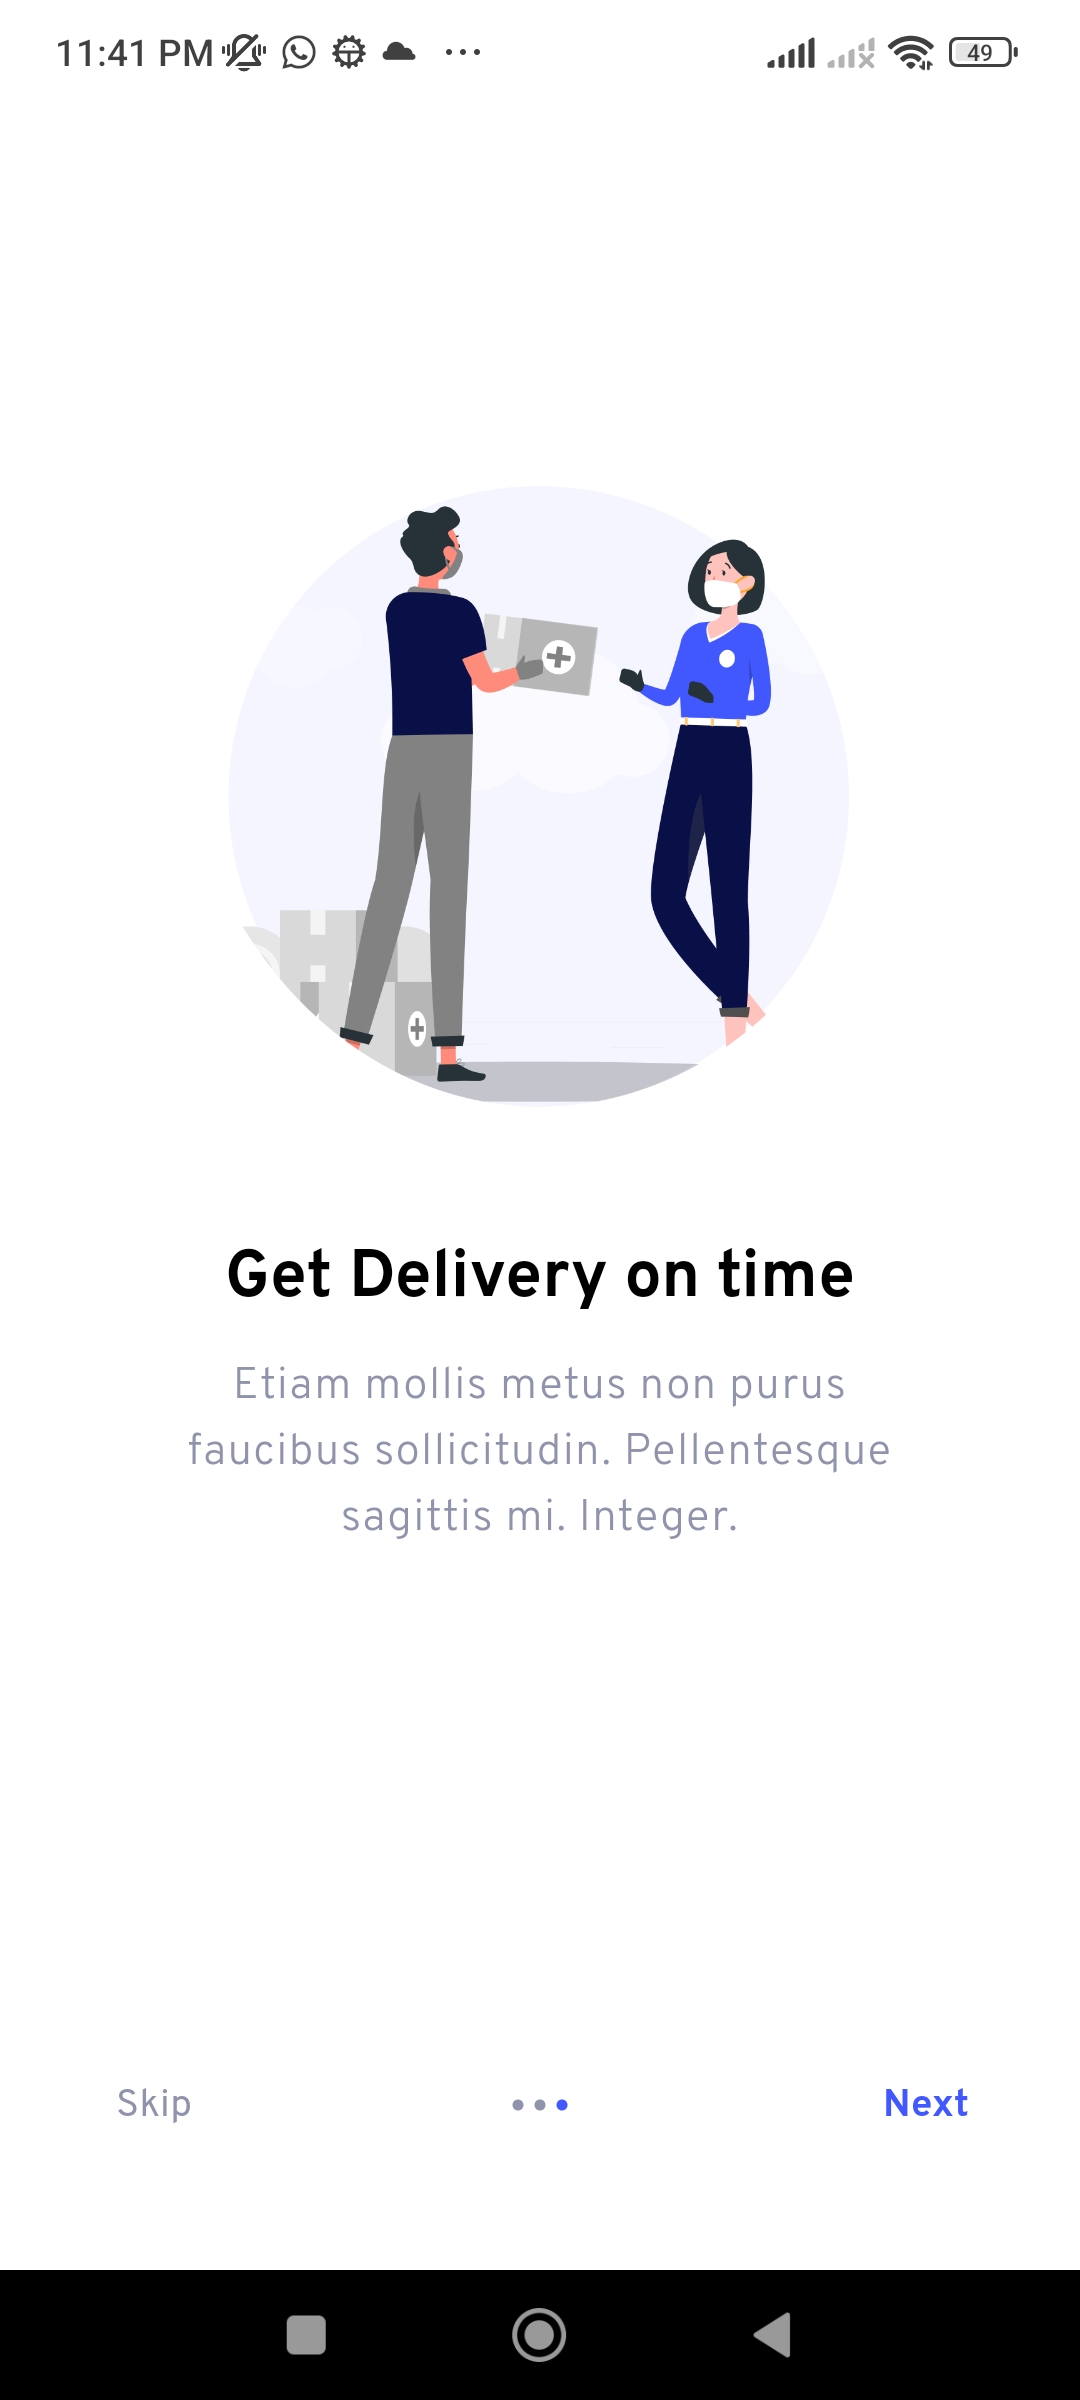 11:41 PM
49
Get Delivery on time
Etiam mollis metus non purus
faucibus sollicitudin. Pellentesque
sagittis mi. Integer.
Skip
Next